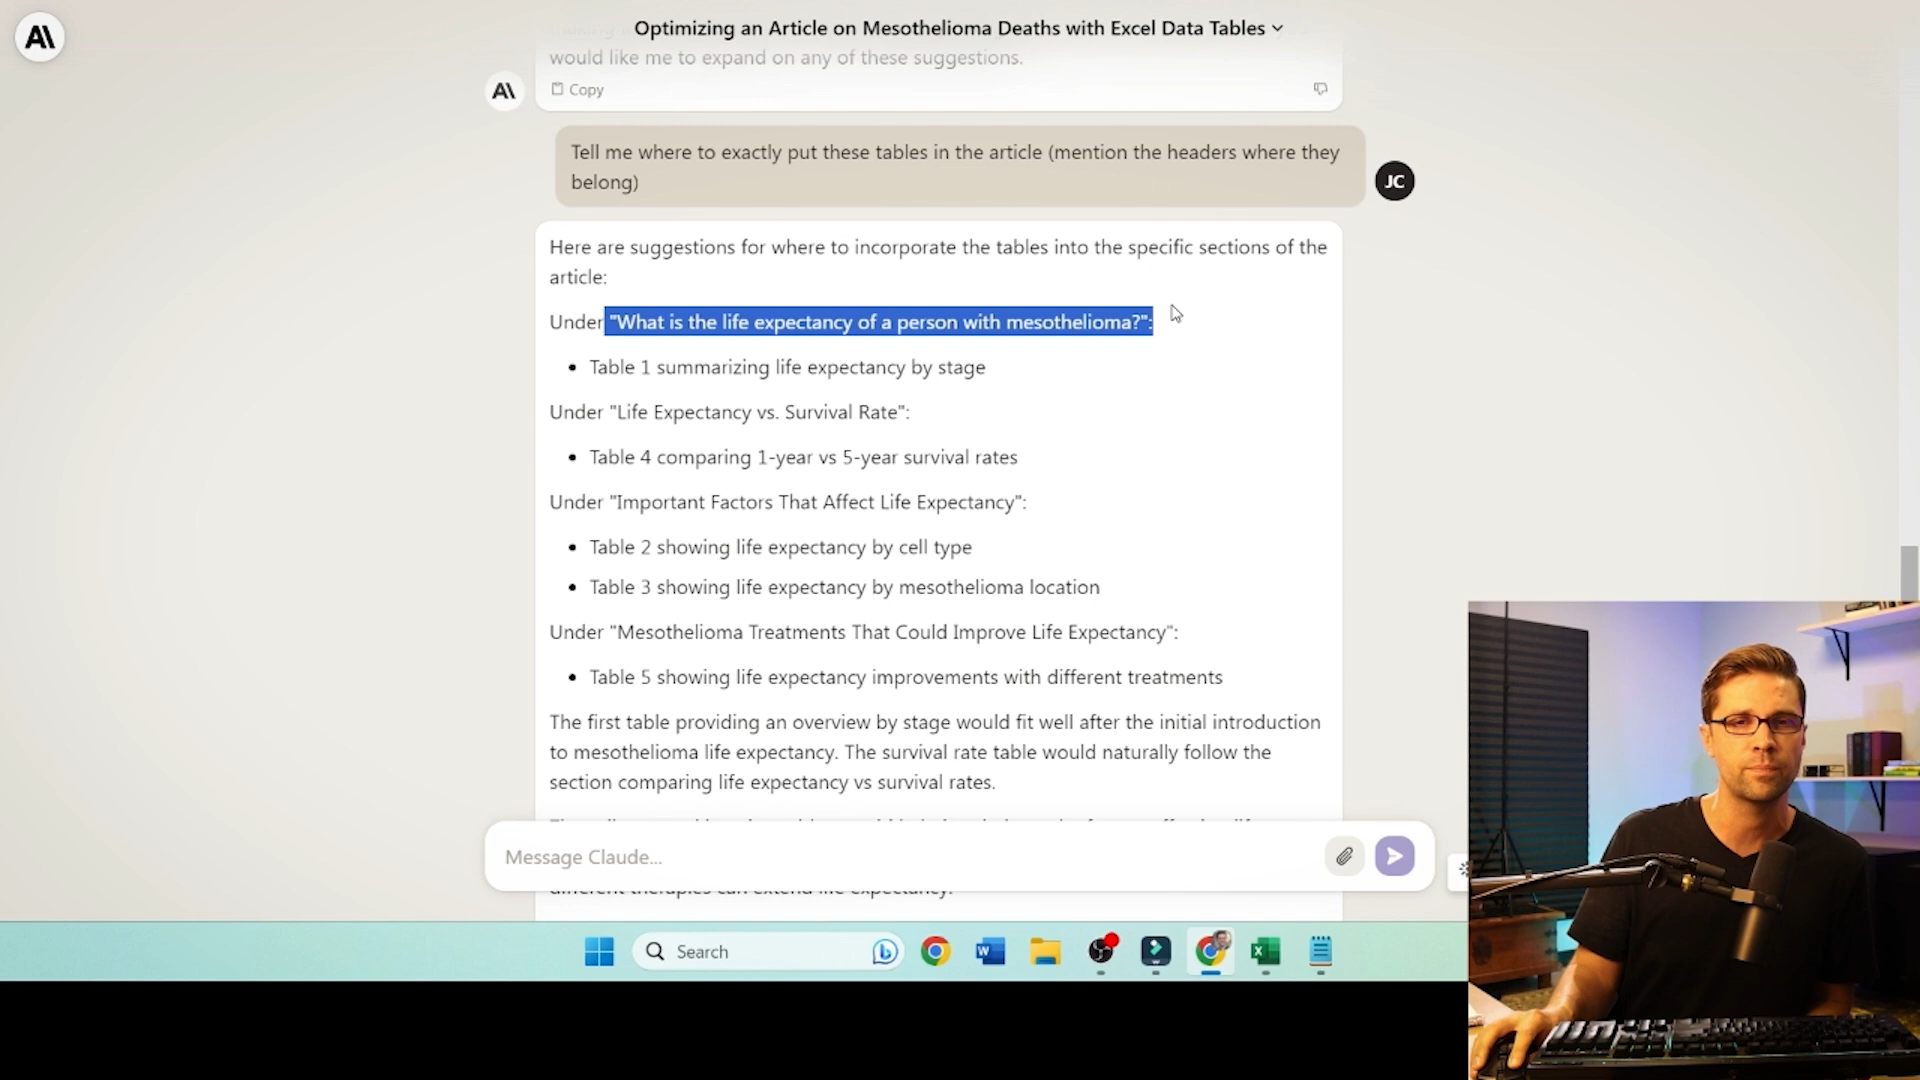 Optimizing an Article on Mesothelioma Deaths with Excel Data Tables
would like me to expand on any of these suggestions.
Copy
Tell me where to exactly put these tables in the article (mention the headers where they
belong)
JC
Here are suggestions for where to incorporate the tables into the specific sections of the
article:
Under "What is the life expectancy of a person with mesothelioma?":
• Table 1 summarizing life expectancy by stage
Under "Life Expectancy vs. Survival Rate":
• Table 4 comparing 1-year vs 5-year survival rates
Under "Important Factors That Affect Life Expectancy":
• Table 2 showing life expectancy by cell type
• Table 3 showing life expectancy by mesothelioma location
Under "Mesothelioma Treatments That Could Improve Life Expectancy":
• Table 5 showing life expectancy improvements with different treatments
The first table providing an overview by stage would fit well after the initial introduction
to mesothelioma life expectancy. The survival rate table would naturally follow the
section comparing life expectancy vs survival rates.
Message Claude...
different therapies can extend life expectancy.
Search